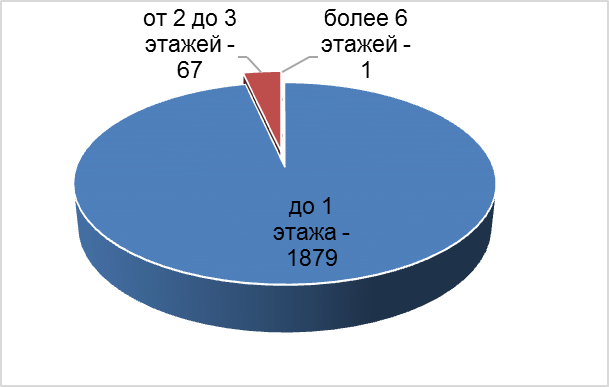 от 2 до 3
этажей -
67
более 6
этажей -
1
до 1
этажа -
1879